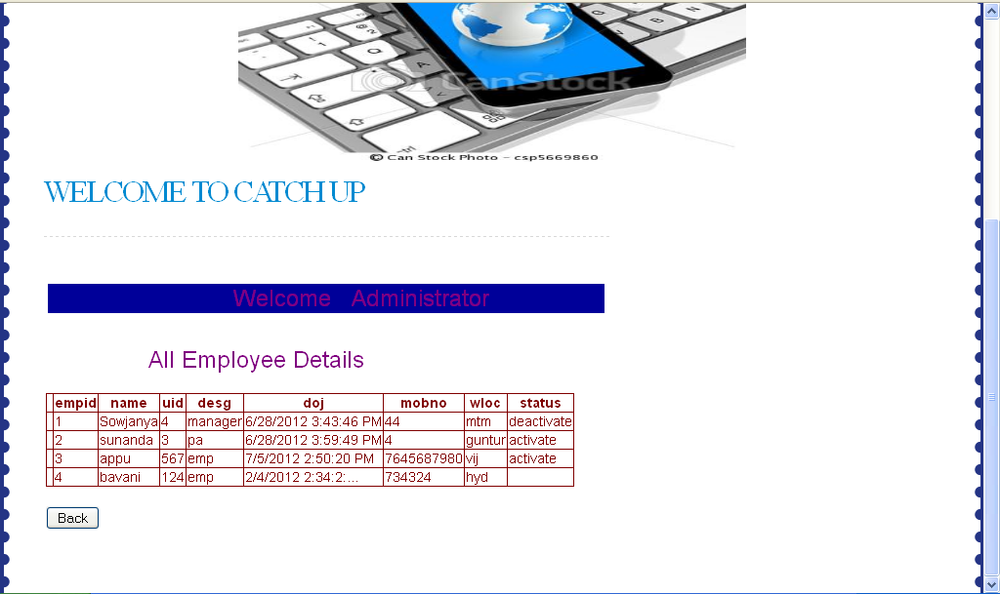 CanStock
© Can Stock Photo - csp5669860
WELCOME TO CATCH UP
Welcome Administrator
All Employee Details
empid name uid desg doj mobno wloc status
1 Sowjanya 4 manager 6/28/2012 3:43:46 PM 44 mtm deactivate
2 sunanda 3 pa 6/28/2012 3:59:49 PM 4 guntur activate
3 appu 567 emp 7/5/2012 2:50:20 PM 7645687980 vij activate
4 bavani 124 emp 2/4/2012 2:34:2:... 734324 hyd
Back